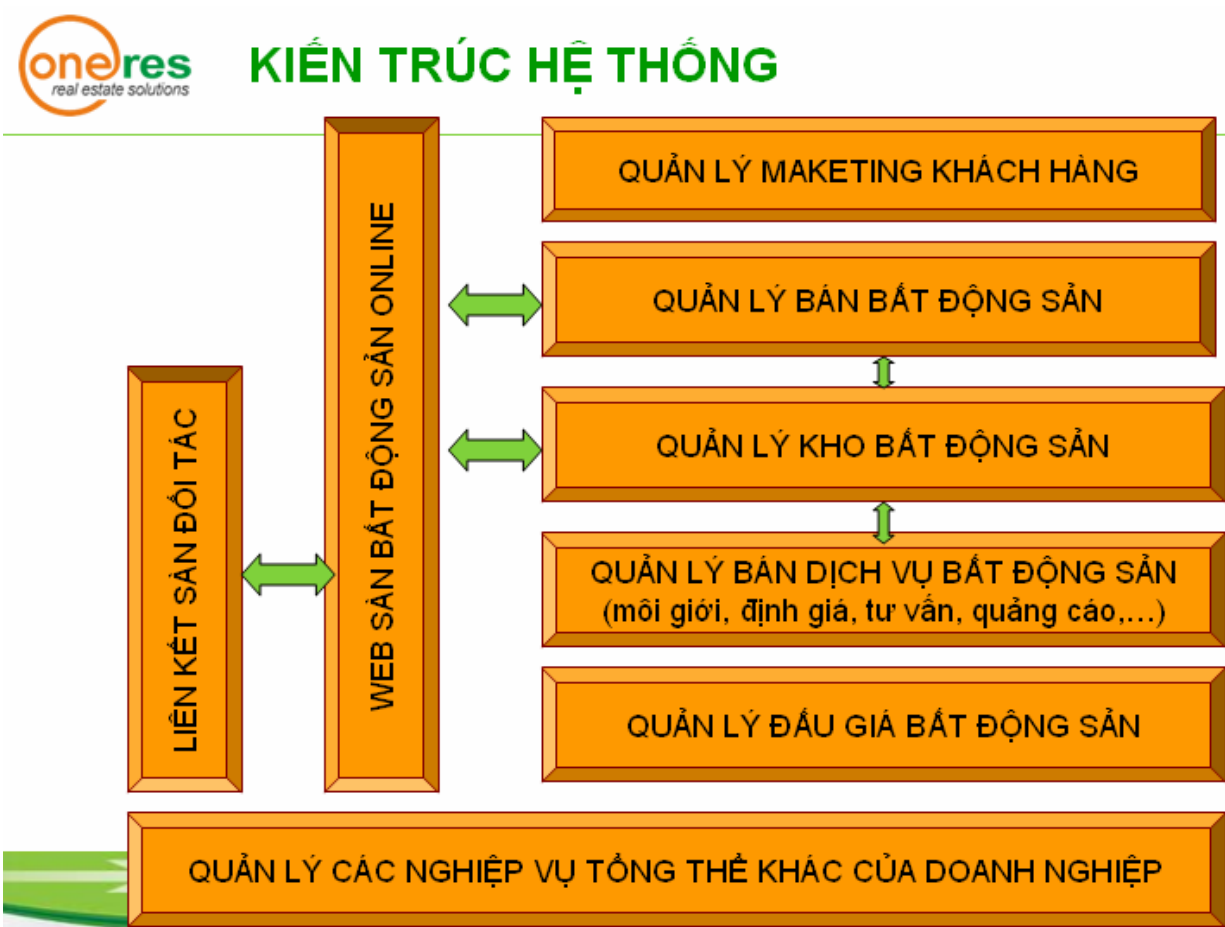 oneres
real estate solutions
KIẾN TRÚC HỆ THỐNG
LIÊN KẾT SÀN ĐỐI TÁC
WEB SÀN BẤT ĐỘNG SẢN ONLINE
QUẢN LÝ MAKETING KHÁCH HÀNG
QUẢN LÝ BÁN BẤT ĐỘNG SẢN
QUẢN LÝ KHO BẤT ĐỘNG SẢN
QUẢN LÝ BÁN DỊCH VỤ BẤT ĐỘNG SẢN
(môi giới, định giá, tư vấn, quảng cáo,...)
QUẢN LÝ ĐẤU GIÁ BẤT ĐỘNG SẢN
QUẢN LÝ CÁC NGHIỆP VỤ TỔNG THỂ KHÁC CỦA DOANH NGHIỆP